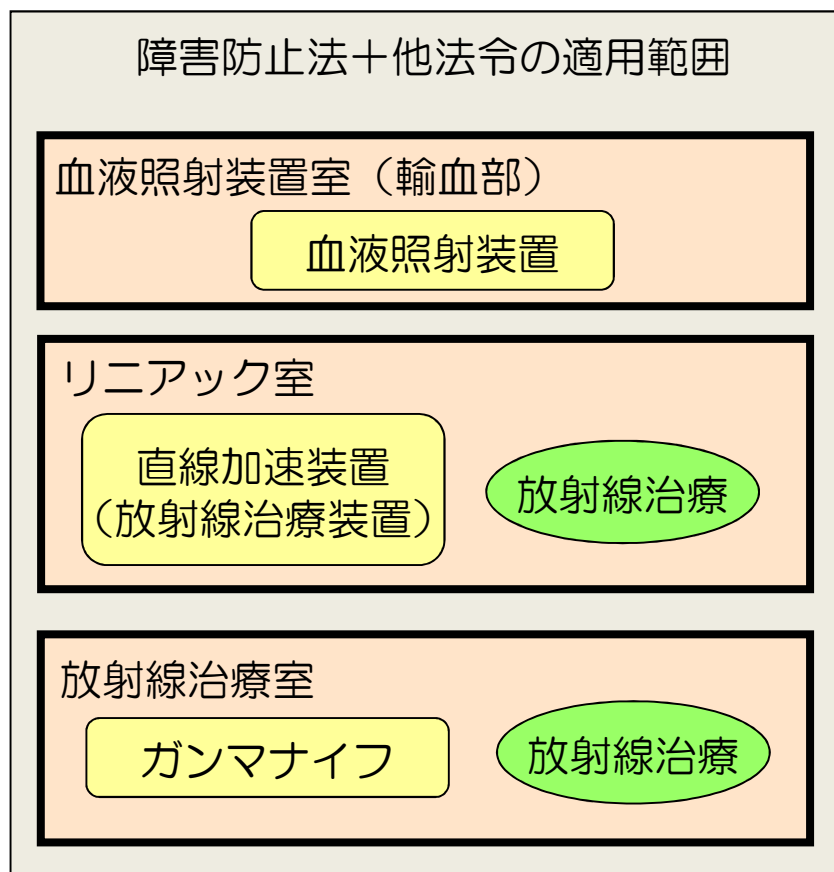 障害防止法＋他法令の適用範囲
血液照射装置室（輸血部）
血液照射装置
リニアック室
直線加速装置
（放射線治療装置）
放射線治療
放射線治療室
ガンマナイフ
放射線治療